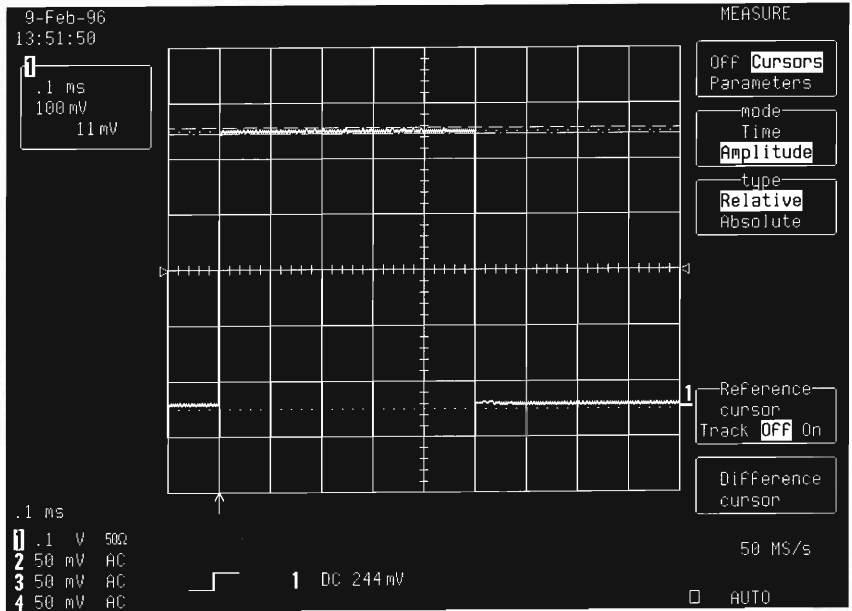 9-Feb-96
13:51:50
1
.1 ms
100 mV
11 mV
MEASURE
Off Cursors
Parameters
mode
Time
Amplitude
type
Relative
Absolute
1
Reference
cursor
Track Off On
Difference
cursor
.1 ms
1 .1 V 50Ω
2 50 mV AC
3 50 mV AC
4 50 mV AC
1 DC 244 mV
50 MS/s
AUTO